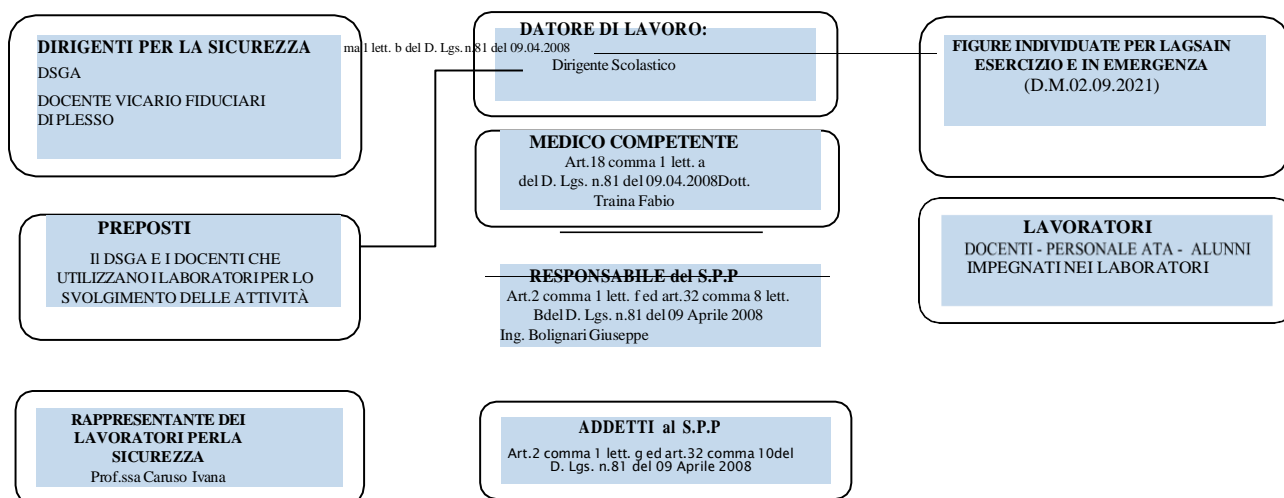 DIRIGENTI PER LA SICUREZZA
DSGA
DOCENTE VICARIO FIDUCIARI
DI PLESSO
DATORE DI LAVORO:
ma 1 lett. b del D. Lgs. n.81 del 09.04.2008
Dirigente Scolastico
FIGURE INDIVIDUATE PER LAGSAIN
ESERCIZIO E IN EMERGENZA
(D.M.02.09.2021)
MEDICO COMPETENTE
Art.18 comma 1 lett. a
del D. Lgs. n.81 del 09.04.2008Dott.
Traina Fabio
PREPOSTI
Il DSGA E I DOCENTI CHE
UTILIZZANO I LABORATORI PER LO
SVOLGIMENTO DELLE ATTIVITÀ
LAVORATORI
DOCENTI - PERSONALE ATA - ALUNNI
IMPEGNATI NEI LABORATORI
RESPONSABILE del S.P.P
Art.2 comma 1 lett. f ed art.32 comma 8 lett.
Bdel D. Lgs. n.81 del 09 Aprile 2008
Ing. Bolignari Giuseppe
RAPPRESENTANTE DEI
LAVORATORI PERLA
SICUREZZA
Prof.ssa Caruso Ivana
ADDETTI al S.P.P
Art.2 comma 1 lett. g ed art.32 comma 10del
D. Lgs. n.81 del 09 Aprile 2008